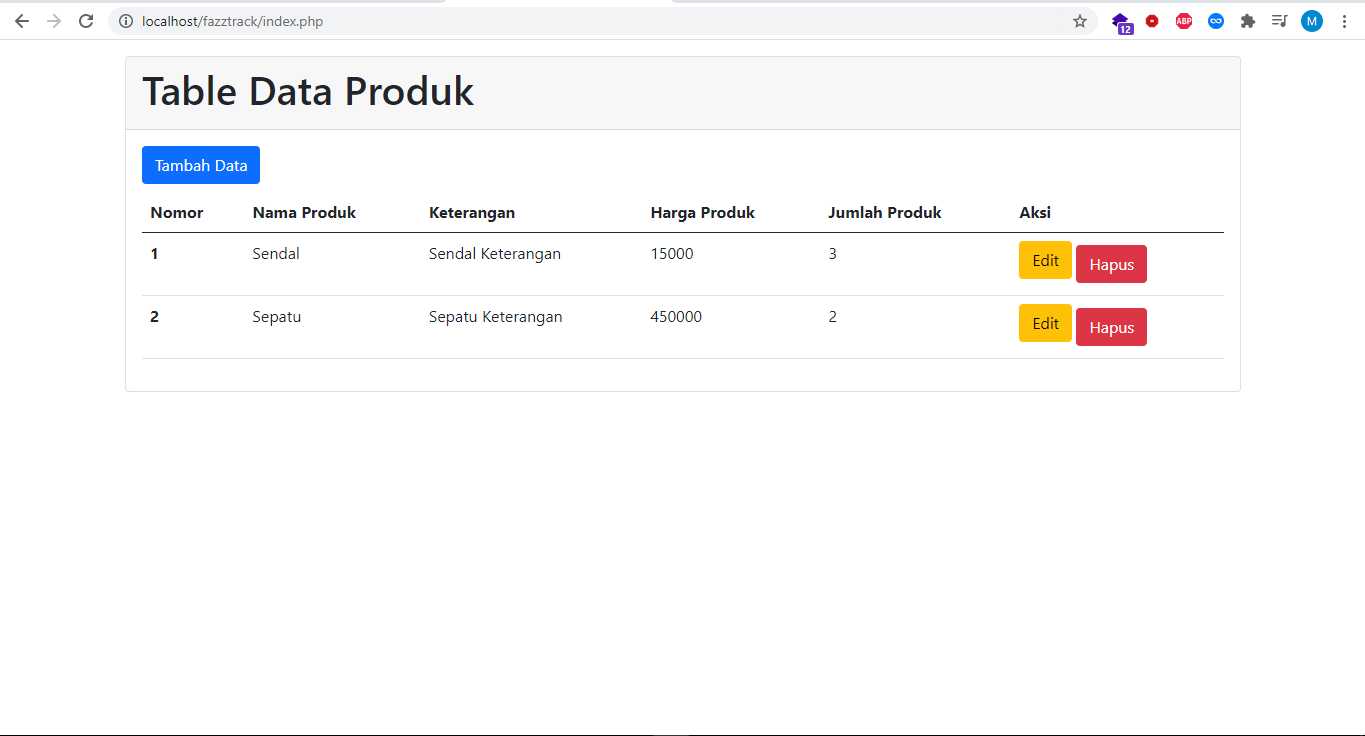 localhost/fazztrack/index.php
ABP
12
M
Table Data Produk
Tambah Data
Nomor Nama Produk Keterangan Harga Produk Jumlah Produk Aksi
1 Sendal Sendal Keterangan 15000 3 Edit Hapus
2 Sepatu Sepatu Keterangan 450000 2 Edit Hapus